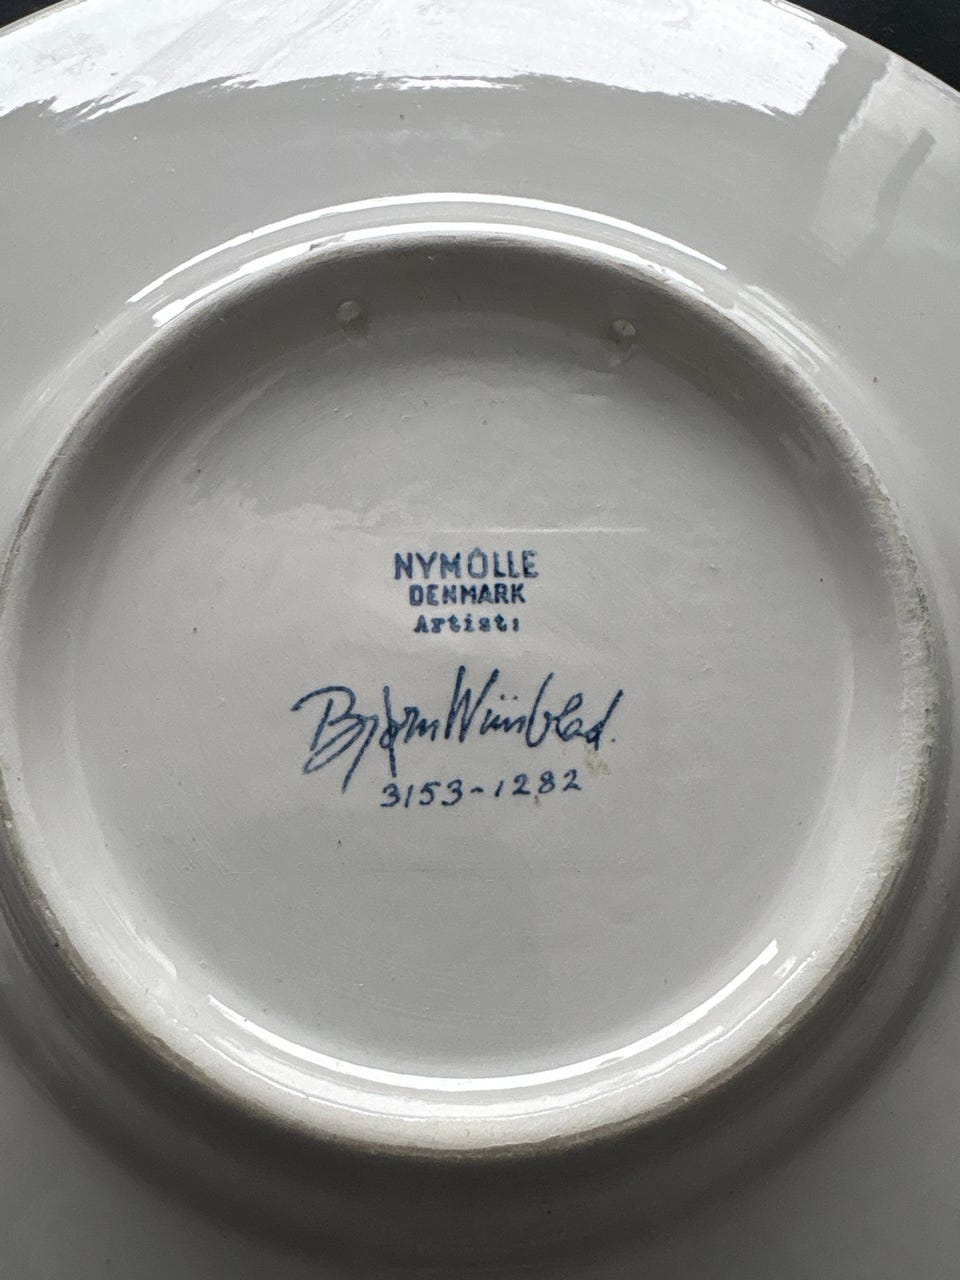 NYMÖLLE
DENMARK
Artist:
Bjørn Wiinblad.
3153-1282